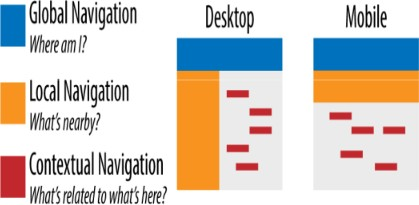 Global Navigation
Where am I?
Local Navigation
What's nearby?
Contextual Navigation
What's related to what's here?
Desktop
Mobile